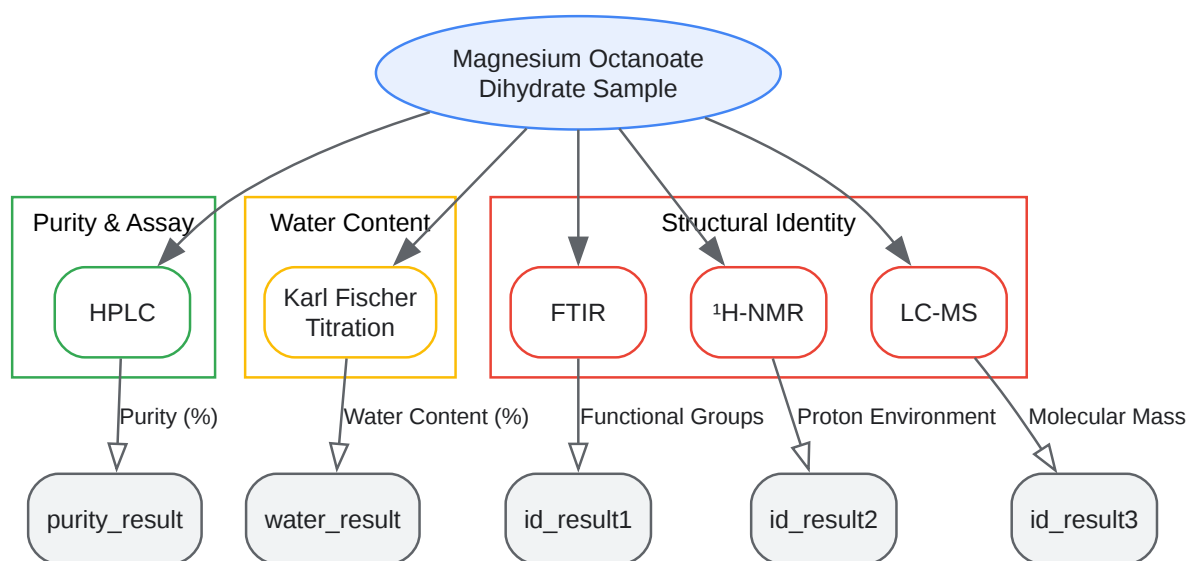 Magnesium Octanoate
Dihydrate Sample
Purity & Assay
Water Content
Structural Identity
HPLC
Karl Fischer
Titration
FTIR
¹H-NMR
LC-MS
Purity (%)
Water Content (%)
Functional Groups
Proton Environment
Molecular Mass
purity_result
water_result
id_result1
id_result2
id_result3